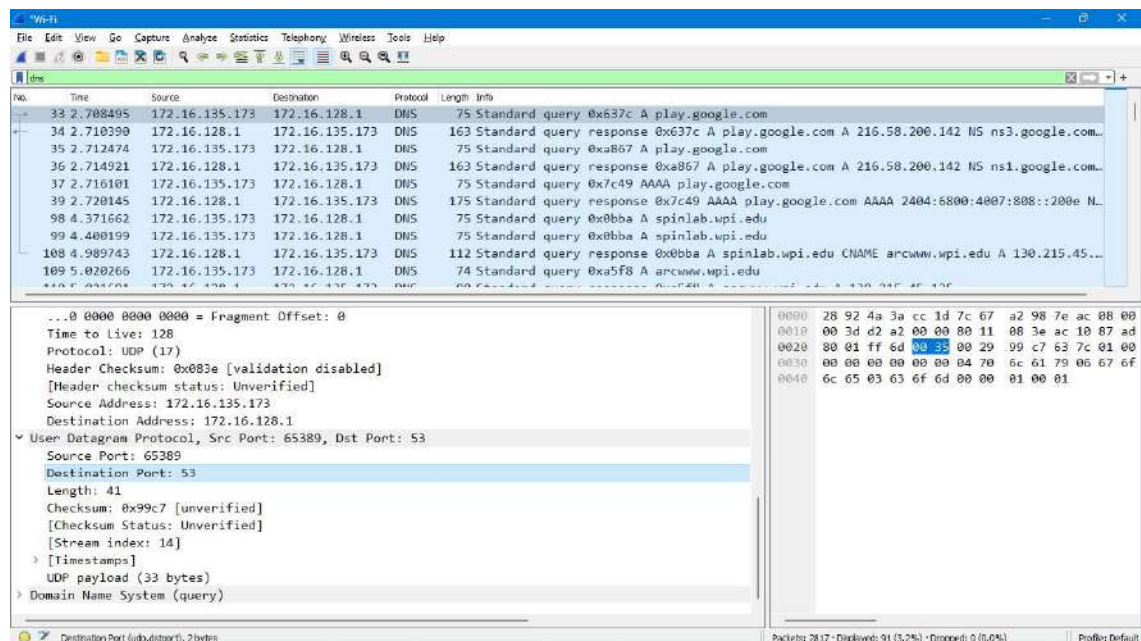 *Wi-Fi
File Edit View Go Capture Analyze Statistics Telephony Wireless Tools Help
dns
No. Time Source Destination Protocol Length Info
33 2.708495 172.16.135.173 172.16.128.1 DNS 75 Standard query 0x637c A play.google.com
34 2.710390 172.16.128.1 172.16.135.173 DNS 163 Standard query response 0x637c A play.google.com A 216.58.200.142 NS ns3.google.com…
35 2.712474 172.16.135.173 172.16.128.1 DNS 75 Standard query 0xa867 A play.google.com
36 2.714921 172.16.128.1 172.16.135.173 DNS 163 Standard query response 0xa867 A play.google.com A 216.58.200.142 NS ns1.google.com…
37 2.716101 172.16.135.173 172.16.128.1 DNS 75 Standard query 0x7c49 AAAA play.google.com
39 2.720145 172.16.128.1 172.16.135.173 DNS 175 Standard query response 0x7c49 AAAA play.google.com AAAA 2404:6800:4007:808::200e N…
98 4.371662 172.16.135.173 172.16.128.1 DNS 75 Standard query 0x0bba A spinlab.wpi.edu
99 4.400199 172.16.135.173 172.16.128.1 DNS 75 Standard query 0x0bba A spinlab.wpi.edu
108 4.989743 172.16.128.1 172.16.135.173 DNS 112 Standard query response 0x0bba A spinlab.wpi.edu CNAME arcwww.wpi.edu A 130.215.45.…
109 5.020266 172.16.135.173 172.16.128.1 DNS 74 Standard query 0xa5f8 A arcwww.wpi.edu
...0 0000 0000 0000 = Fragment Offset: 0
Time to Live: 128
Protocol: UDP (17)
Header Checksum: 0x083e [validation disabled]
[Header checksum status: Unverified]
Source Address: 172.16.135.173
Destination Address: 172.16.128.1
User Datagram Protocol, Src Port: 65389, Dst Port: 53
Source Port: 65389
Destination Port: 53
Length: 41
Checksum: 0x99c7 [unverified]
[Checksum Status: Unverified]
[Stream index: 14]
[Timestamps]
UDP payload (33 bytes)
Domain Name System (query)
0000 28 92 4a 3a cc 1d 7c 67 a2 98 7e ac 08 00
0010 00 3d d2 a2 00 00 80 11 08 3e ac 10 87 ad
0020 80 01 ff 6d 00 35 00 29 99 c7 63 7c 01 00
0030 00 00 00 00 00 00 04 70 6c 61 79 06 67 6f
0040 6c 65 03 63 6f 6d 00 00 01 00 01
Destination Port (udp.dstport), 2 bytes
Packets: 2817 · Displayed: 91 (3.2%) · Dropped: 0 (0.0%)
Profile: Default